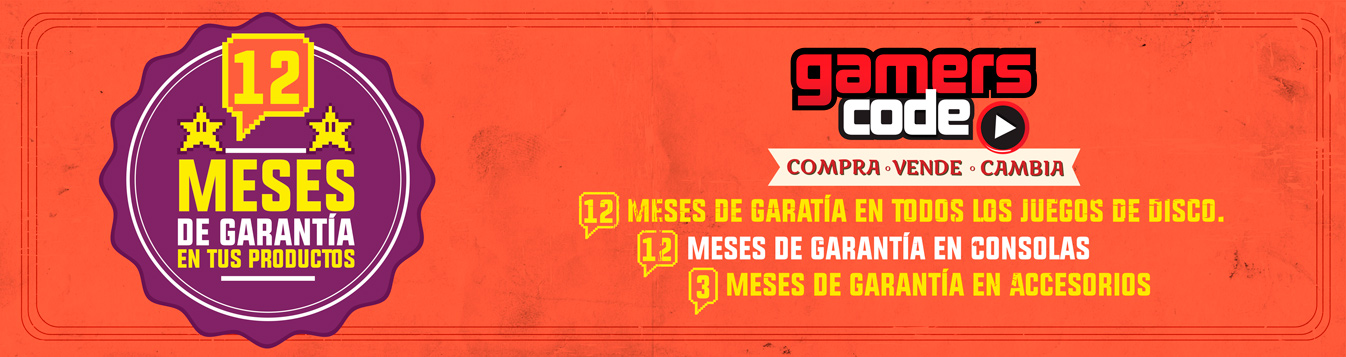 12
MESES
DE GARANTÍA
EN TUS PRODUCTOS
gamers
code
COMPRA • VENDE • CAMBIA
12 MESES DE GARATÍA EN TODOS LOS JUEGOS DE DISCO.
12 MESES DE GARANTÍA EN CONSOLAS
3 MESES DE GARANTÍA EN ACCESORIOS